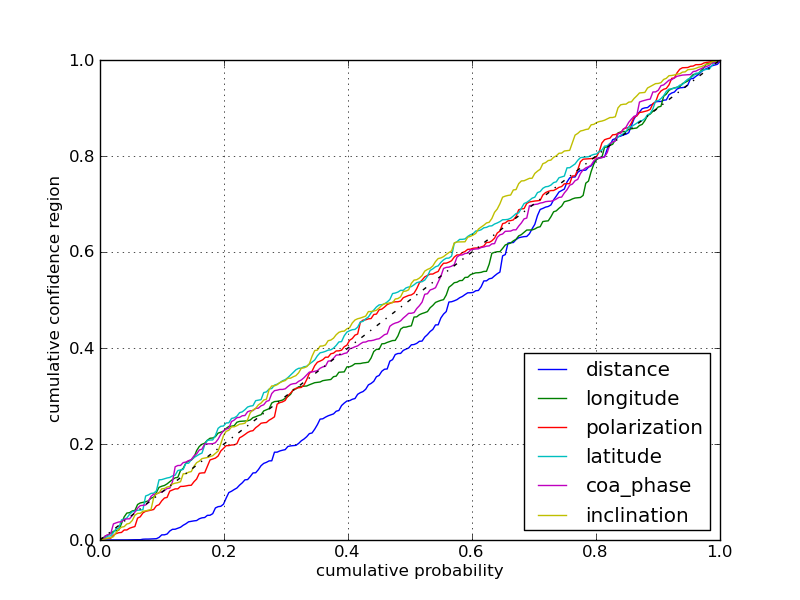 1.0
0.8
0.6
0.4
0.2
0.0
cumulative confidence region
distance
longitude
polarization
latitude
coa_phase
inclination
0.0 0.2 0.4 0.6 0.8 1.0
cumulative probability